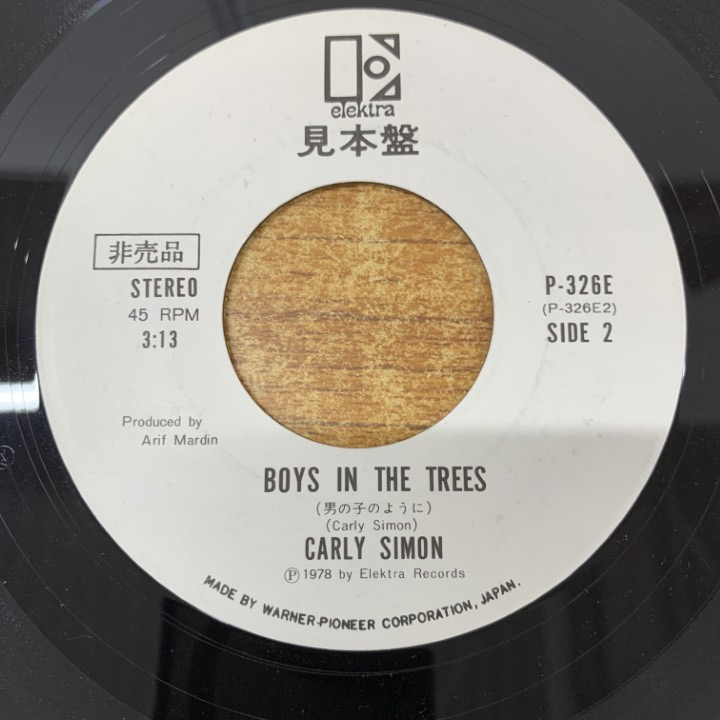 elektra
見本盤
非売品
STEREO
45 RPM
3:13
P-326E
(P-326E2)
SIDE 2
Produced by
Arif Mardin
BOYS IN THE TREES
(男の子のように)
(Carly Simon)
CARLY SIMON
Ⓟ1978 by Elektra Records
MADE BY WARNER-PIONEER CORPORATION, JAPAN.